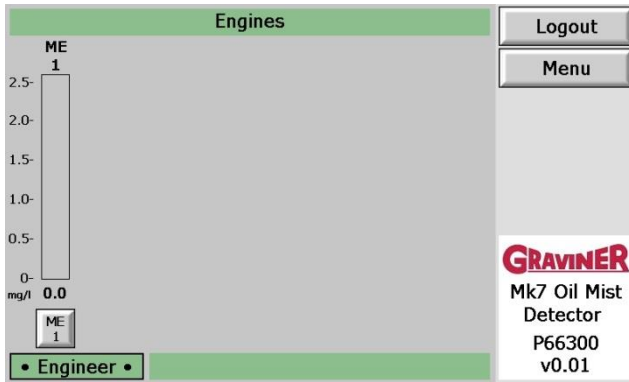 Engines
Logout
Menu
ME
1
2.5-
2.0-
1.5-
1.0-
0.5-
0-
mg/l 0.0
ME
1
• Engineer •
GRAVINER
Mk7 Oil Mist
Detector
P66300
v0.01